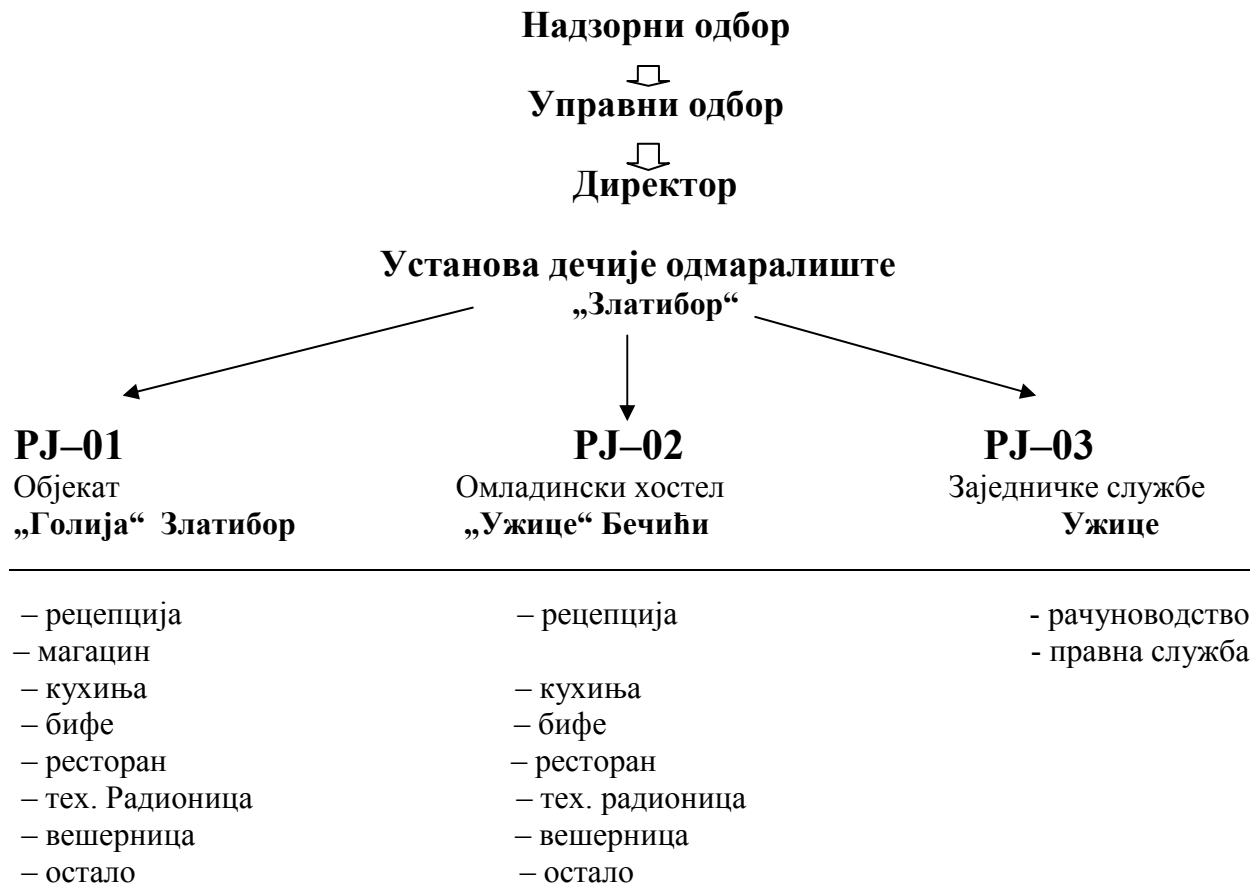 Надзорни одбор
Управни одбор
Директор
Установа дечије одмаралиште
„Златибор“
РЈ–01
Објекат
„Голија“ Златибор
РЈ–02
Омладински хостел
„Ужице“ Бечићи
РЈ–03
Заједничке службе
Ужице
– рецепција
– магацин
– кухиња
– бифе
– ресторан
– тех. Радионица
– вешерница
– остало
– рецепција
– кухиња
– бифе
– ресторан
– тех. радионица
– вешерница
– остало
- рачуноводство
- правна служба